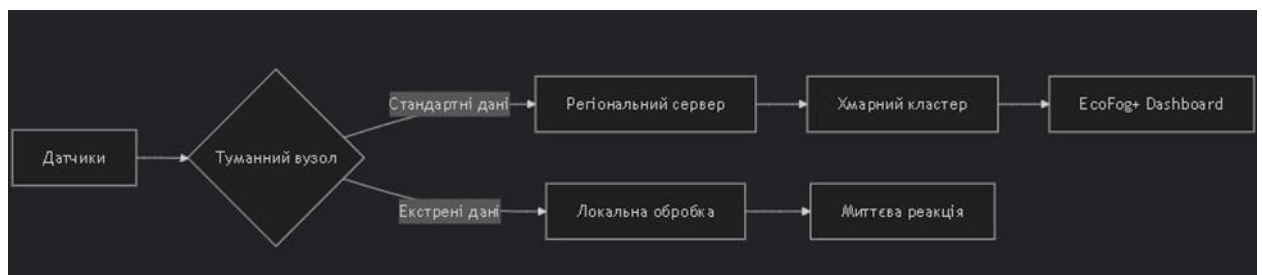 Датчики
Туманний вузол
Стандартні дані
Регіональний сервер
Хмарний кластер
EcoFog+ Dashboard
Екстрені дані
Локальна обробка
Миттєва реакція